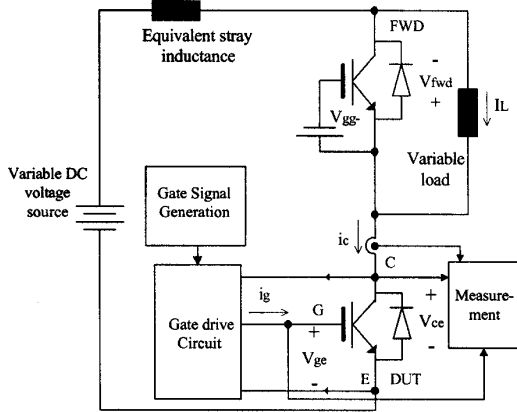 Equivalent stray
inductance
FWD
-
Vfwd
+
Vgg-
IL
Variable
load
Variable DC
voltage
source
Gate Signal
Generation
ic
C
Gate drive
Circuit
ig
G
+
Vge
-
+
Vce
-
Measure-
ment
E
DUT